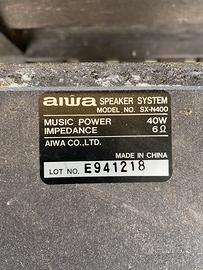 aiwa SPEAKER SYSTEM
MODEL NO. SX-N400
MUSIC POWER 40W
IMPEDANCE 6Ω
AIWA CO.,LTD.
MADE IN CHINA
LOT NO. E941218